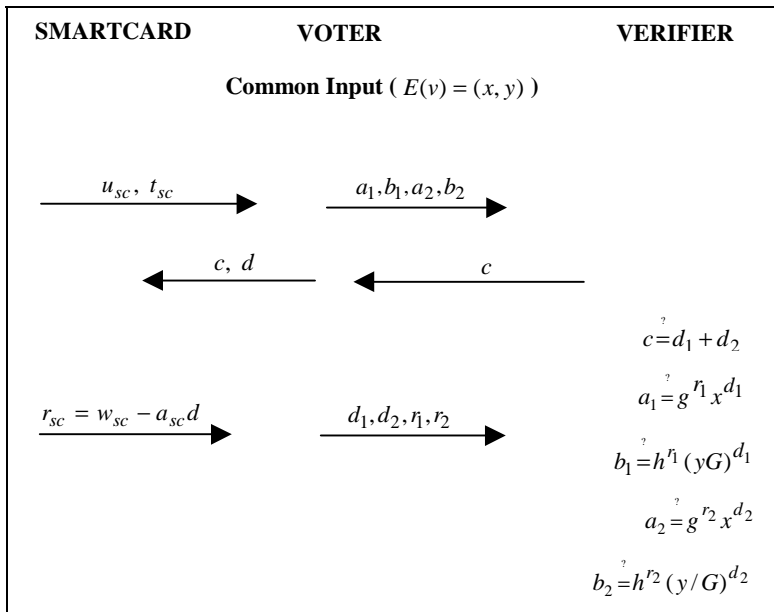 SMARTCARD VOTER VERIFIER
Common Input ( E(v) = (x, y) )
u_sc, t_sc a_1,b_1,a_2,b_2
c, d c
c =? d_1 + d_2
a_1 =? g^{r_1} x^{d_1}
r_sc = w_sc − a_sc d d_1,d_2,r_1,r_2
b_1 =? h^{r_1} (yG)^{d_1}
a_2 =? g^{r_2} x^{d_2}
b_2 =? h^{r_2} (y/G)^{d_2}